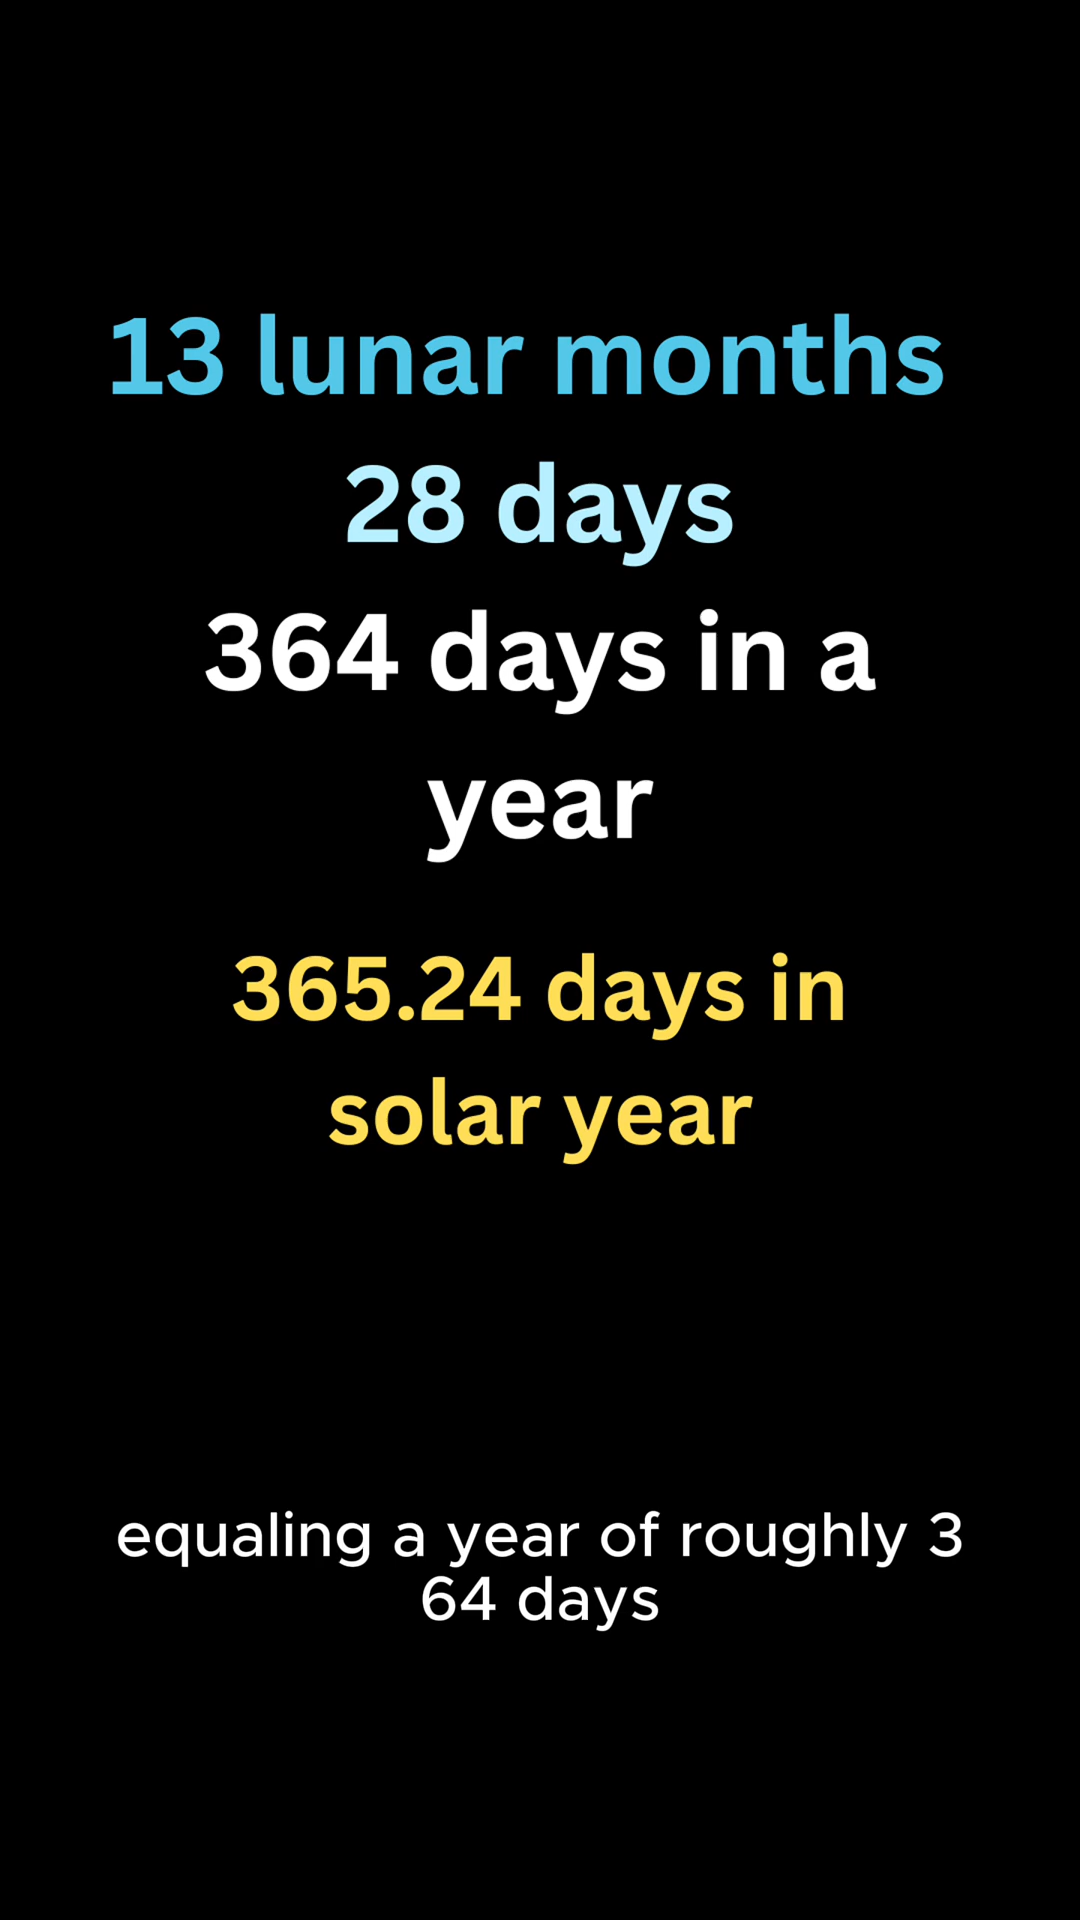 13 lunar months
28 days
364 days in a
year
365.24 days in
solar year
equaling a year of roughly 3
64 days